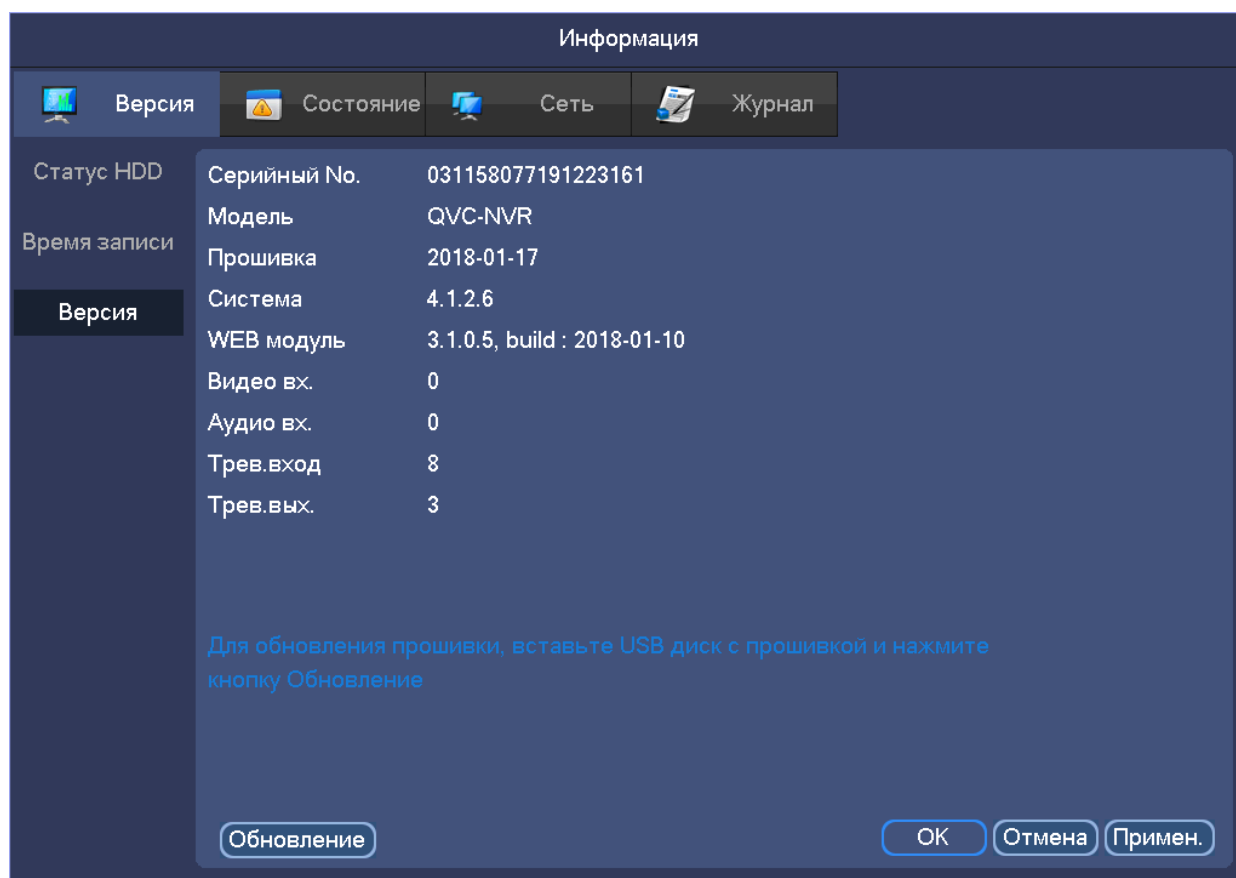 Информация
Версия Состояние Сеть Журнал
Статус HDD
Время записи
Версия
Серийный No. 031158077191223161
Модель QVC-NVR
Прошивка 2018-01-17
Система 4.1.2.6
WEB модуль 3.1.0.5, build : 2018-01-10
Видео вх. 0
Аудио вх. 0
Трев.вход 8
Трев.вых. 3
Для обновления прошивки, вставьте USB диск с прошивкой и нажмите
кнопку Обновление
Обновление OK Отмена Примен.